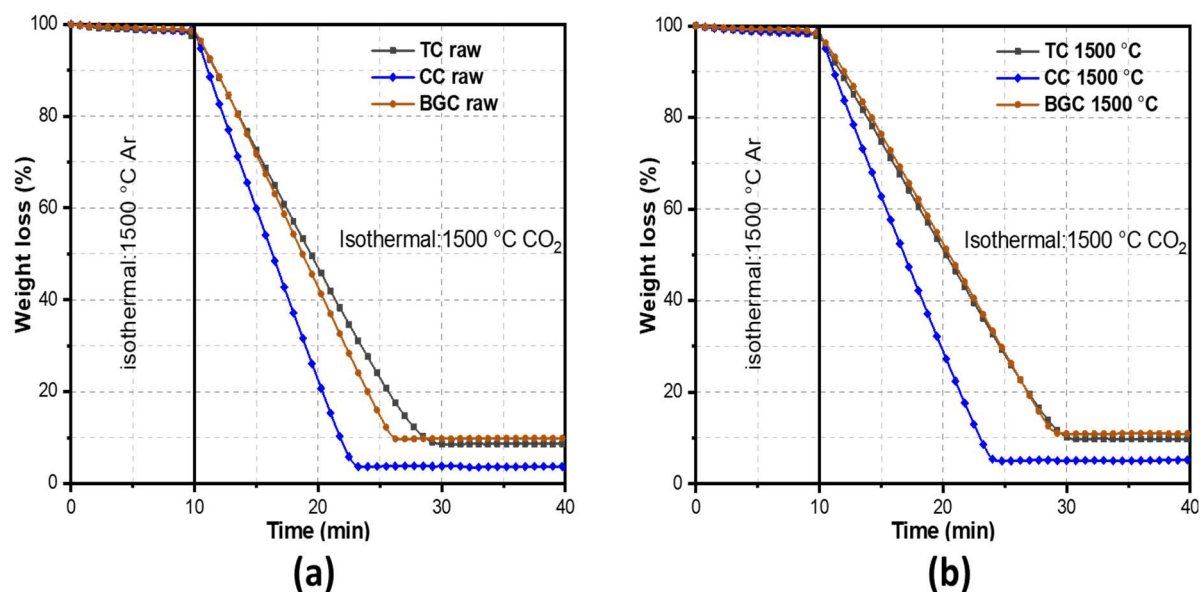 100
80
60
40
20
0
Weight loss (%)
isothermal:1500 °C Ar
TC raw
CC raw
BGC raw
Isothermal:1500 °C CO₂
0
10
20
30
40
Time (min)
(a)
100
80
60
40
20
0
Weight loss (%)
isothermal:1500 °C Ar
TC 1500 °C
CC 1500 °C
BGC 1500 °C
Isothermal:1500 °C CO₂
0
10
20
30
40
Time (min)
(b)